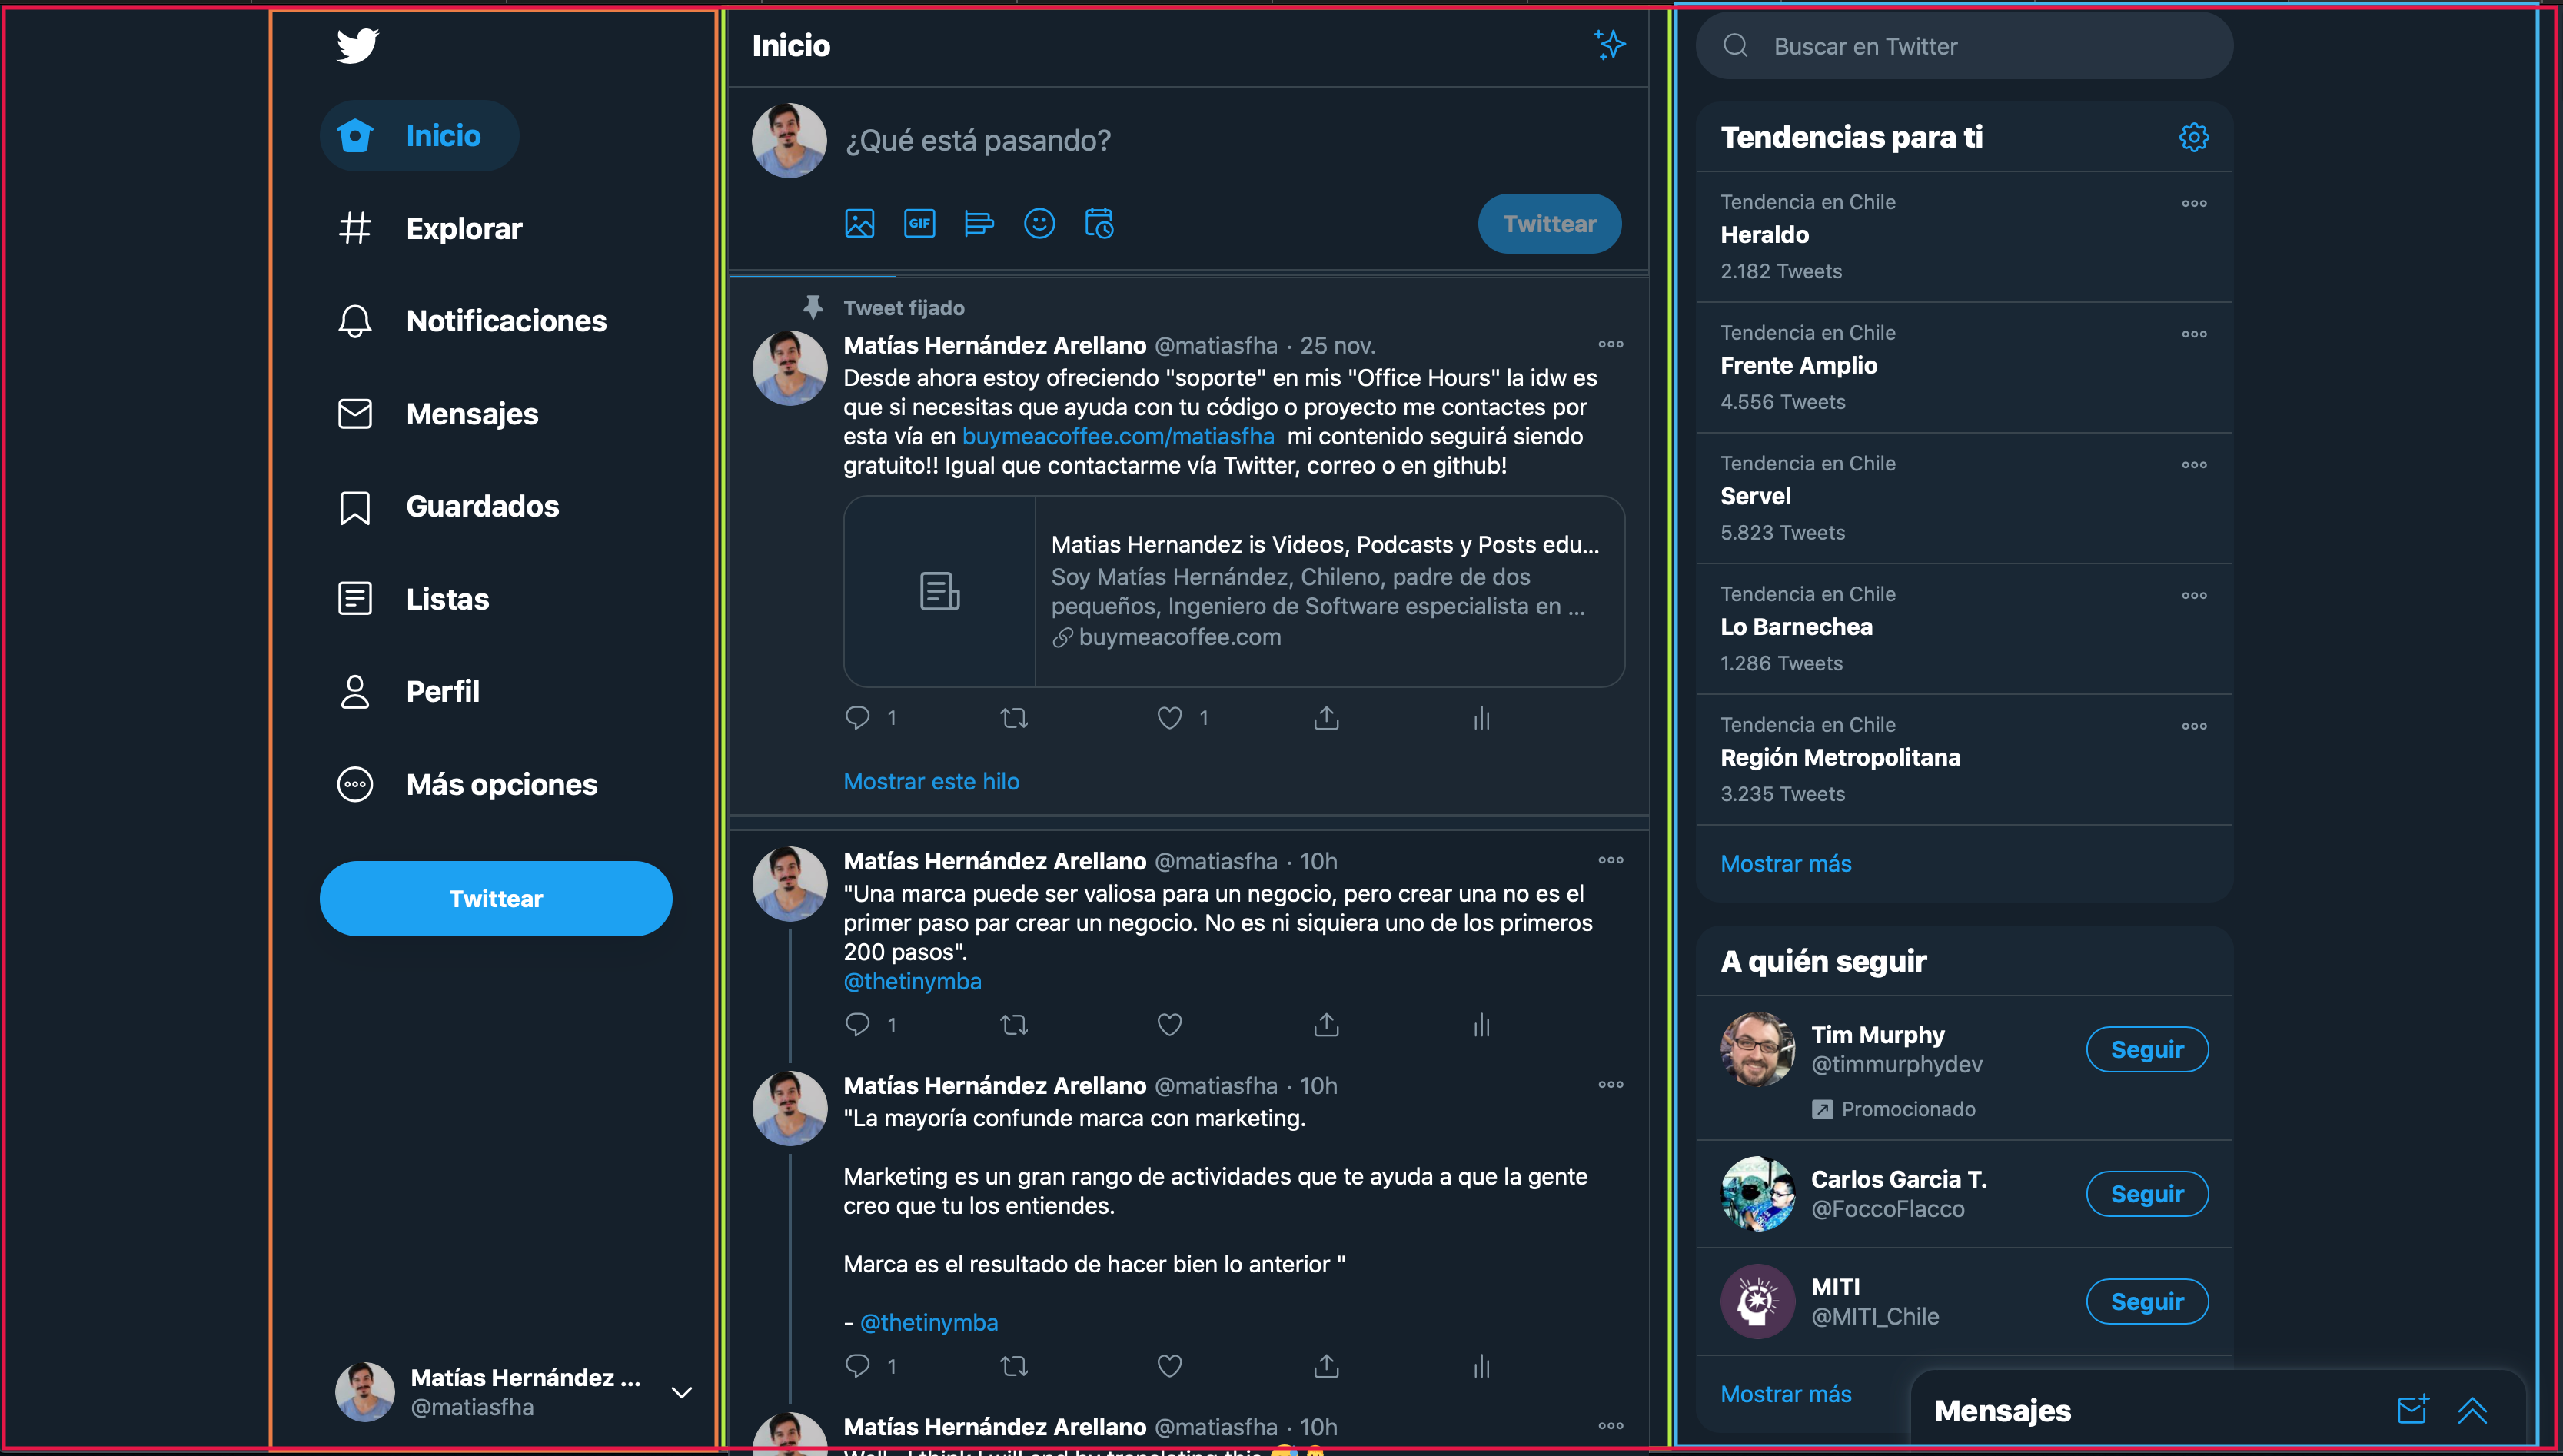 Inicio
Explorar
Notificaciones
Mensajes
Guardados
Listas
Perfil
Más opciones
Twittear
Matías Hernández ...
@matiasfha
Inicio
¿Qué está pasando?
GIF
Twittear
Tweet fijado
Matías Hernández Arellano @matiasfha · 25 nov.
Desde ahora estoy ofreciendo "soporte" en mis "Office Hours" la idw es
que si necesitas que ayuda con tu código o proyecto me contactes por
esta vía en buymeacoffee.com/matiasfha mi contenido seguirá siendo
gratuito!! Igual que contactarme vía Twitter, correo o en github!
Matias Hernandez is Videos, Podcasts y Posts edu...
Soy Matías Hernández, Chileno, padre de dos
pequeños, Ingeniero de Software especialista en ...
buymeacoffee.com
1
1
Mostrar este hilo
Matías Hernández Arellano @matiasfha · 10h
"Una marca puede ser valiosa para un negocio, pero crear una no es el
primer paso par crear un negocio. No es ni siquiera uno de los primeros
200 pasos".
@thetinymba
1
Matías Hernández Arellano @matiasfha · 10h
"La mayoría confunde marca con marketing.
Marketing es un gran rango de actividades que te ayuda a que la gente
creo que tu los entiendes.
Marca es el resultado de hacer bien lo anterior "
- @thetinymba
1
Matías Hernández Arellano @matiasfha · 10h
Buscar en Twitter
Tendencias para ti
Tendencia en Chile
Heraldo
2.182 Tweets
Tendencia en Chile
Frente Amplio
4.556 Tweets
Tendencia en Chile
Servel
5.823 Tweets
Tendencia en Chile
Lo Barnechea
1.286 Tweets
Tendencia en Chile
Región Metropolitana
3.235 Tweets
Mostrar más
A quién seguir
Tim Murphy
@timmurphydev
Seguir
Promocionado
Carlos Garcia T.
@FoccoFlacco
Seguir
MITI
@MITI_Chile
Seguir
Mostrar más
Mensajes